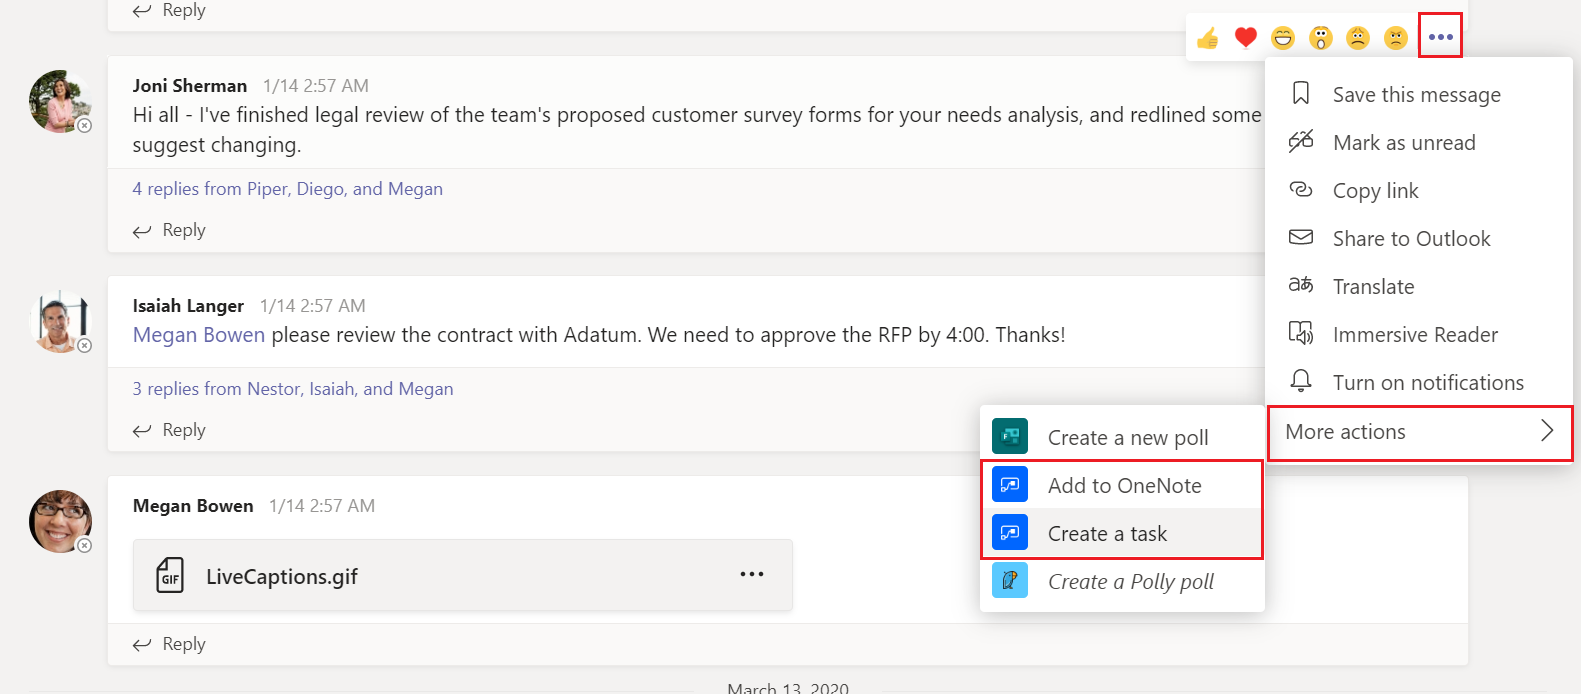 Reply
Joni Sherman 1/14 2:57 AM
Hi all - I've finished legal review of the team's proposed customer survey forms for your needs analysis, and redlined some
suggest changing.
4 replies from Piper, Diego, and Megan
Reply
Isaiah Langer 1/14 2:57 AM
Megan Bowen please review the contract with Adatum. We need to approve the RFP by 4:00. Thanks!
3 replies from Nestor, Isaiah, and Megan
Reply
Megan Bowen 1/14 2:57 AM
GIF LiveCaptions.gif
Reply
March 13, 2020
Save this message
Mark as unread
Copy link
Share to Outlook
Translate
Immersive Reader
Turn on notifications
More actions
Create a new poll
Add to OneNote
Create a task
Create a Polly poll